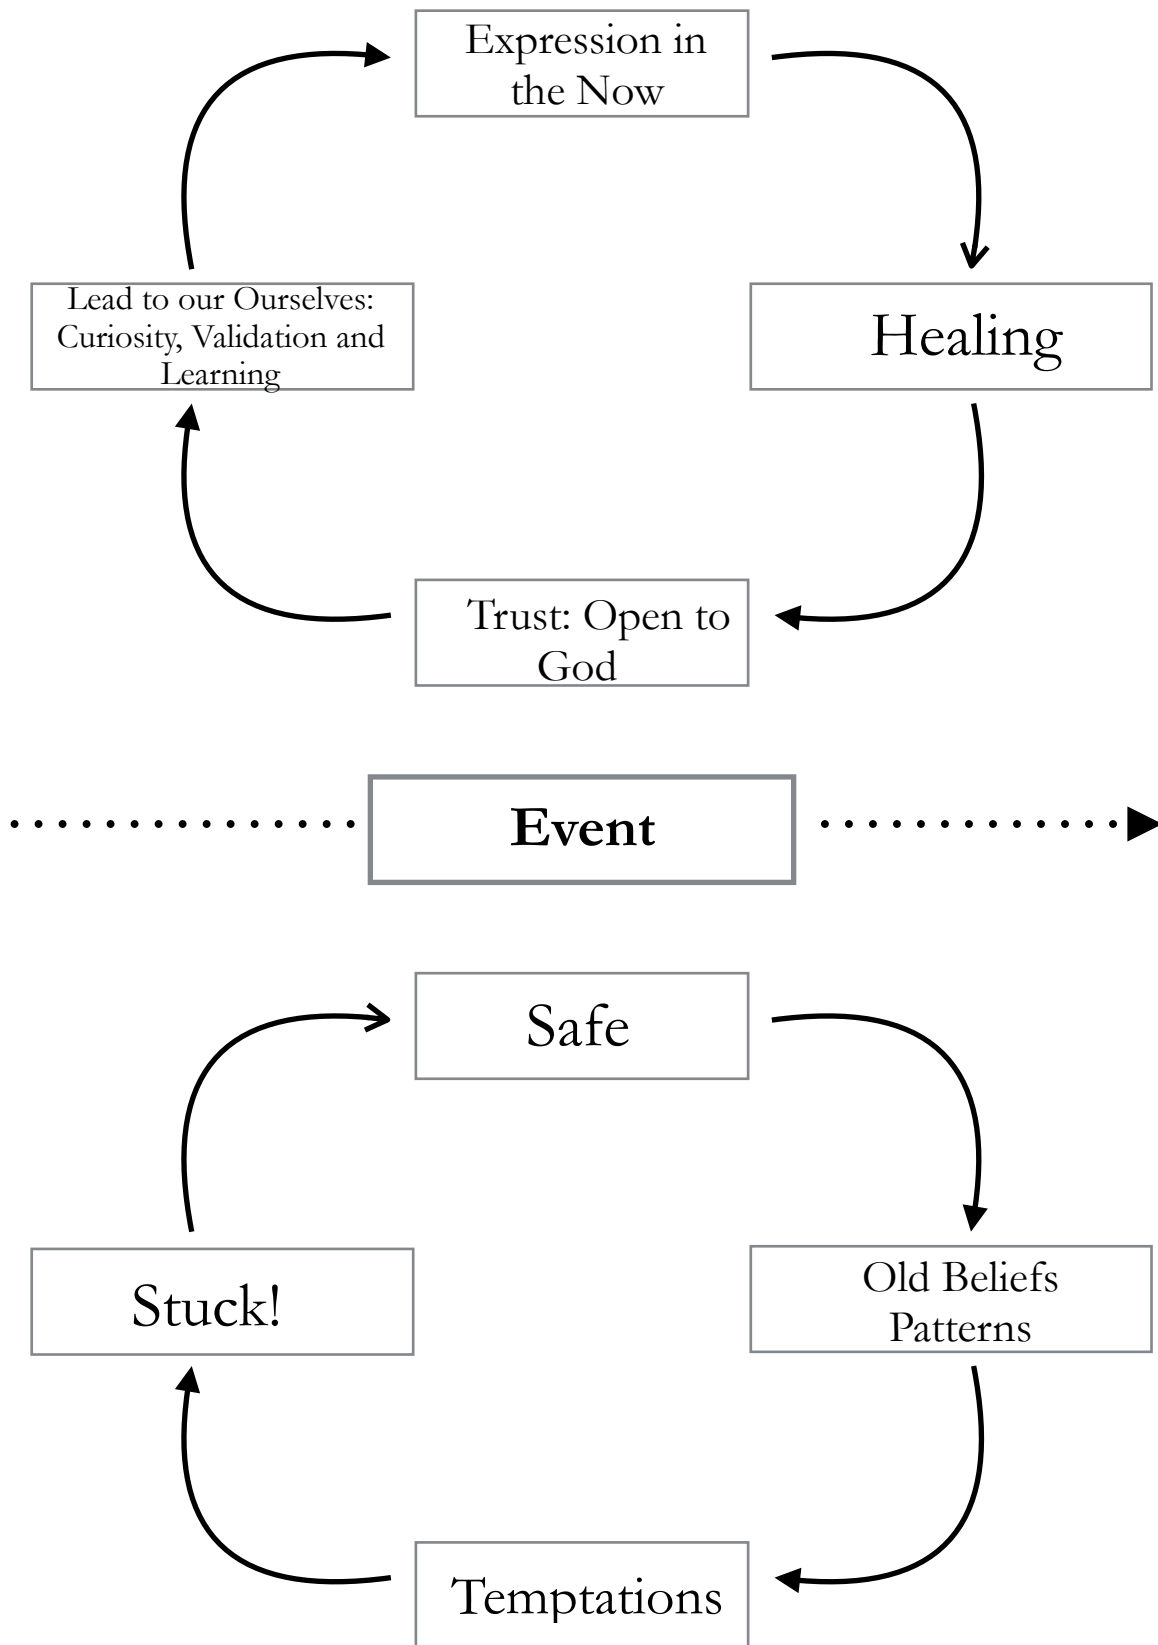 Expression in
the Now
Lead to our Ourselves:
Curiosity, Validation and
Learning
Healing
Trust: Open to
God
Event
Safe
Stuck!
Old Beliefs
Patterns
Temptations